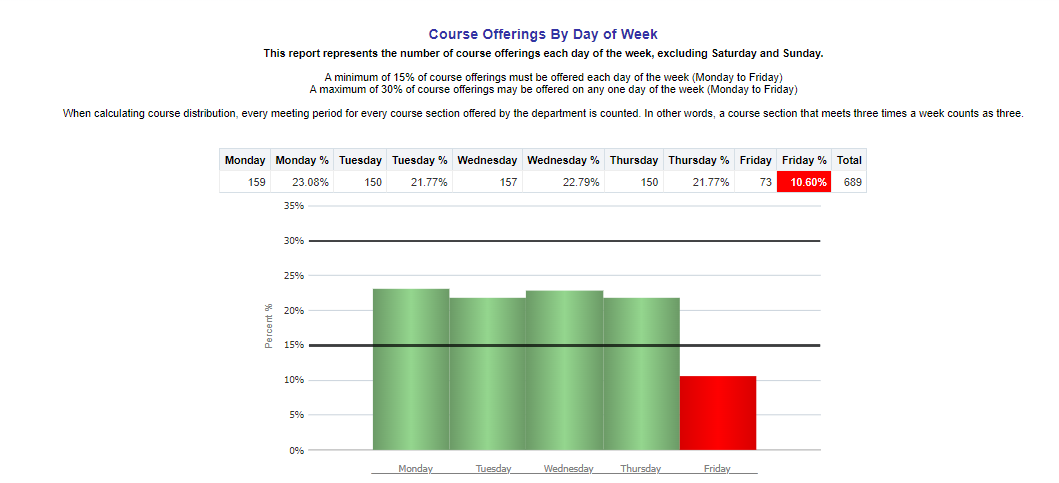 Course Offerings By Day of Week
This report represents the number of course offerings each day of the week, excluding Saturday and Sunday.
A minimum of 15% of course offerings must be offered each day of the week (Monday to Friday)
A maximum of 30% of course offerings may be offered on any one day of the week (Monday to Friday)
When calculating course distribution, every meeting period for every course section offered by the department is counted. In other words, a course section that meets three times a week counts as three.
Monday Monday % Tuesday Tuesday % Wednesday Wednesday % Thursday Thursday % Friday Friday % Total
159 23.08% 150 21.77% 157 22.79% 150 21.77% 73 10.60% 689
35%
30%
25%
20%
15%
10%
5%
0%
Percent %
Monday Tuesday Wednesday Thursday Friday